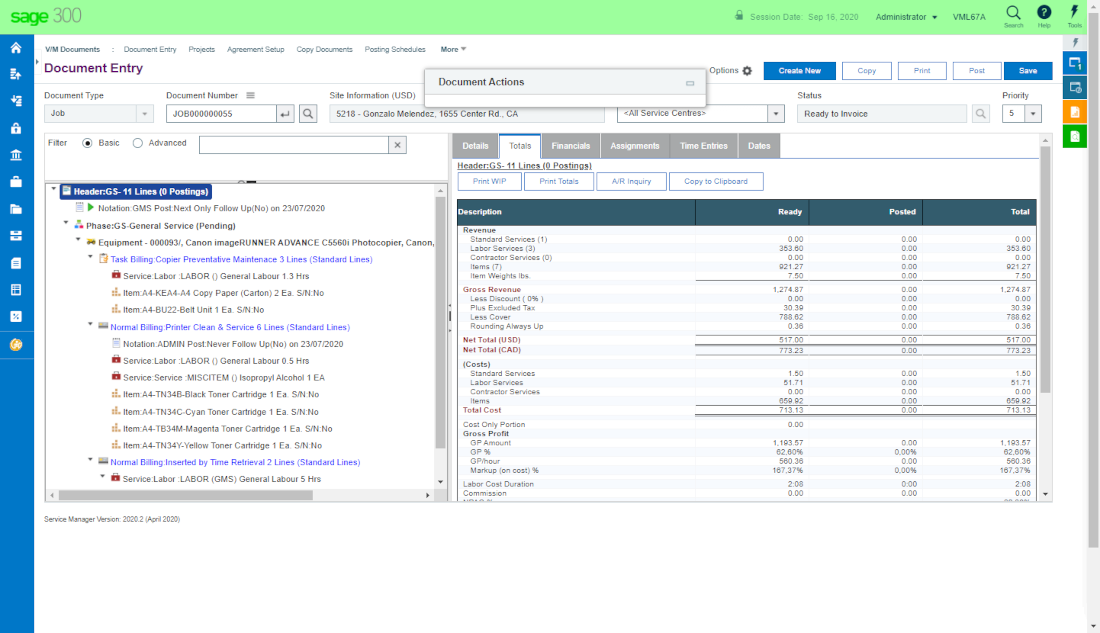 sage 300
Session Date: Sep 16, 2020
Administrator
VML67A
Search
Help
Tools
V/M Documents : Document Entry Projects Agreement Setup Copy Documents Posting Schedules More
Document Entry
Document Actions
Options
Create New
Copy
Print
Post
Save
Document Type
Document Number
Site Information (USD)
Status
Priority
Job
JOB000000055
5218 - Gonzalo Melendez, 1655 Center Rd., CA
<All Service Centres>
Ready to Invoice
5
Filter Basic Advanced
Header:GS- 11 Lines (0 Postings)
Notation:GMS Post:Next Only Follow Up(No) on 23/07/2020
Phase:GS-General Service (Pending)
Equipment - 000093/, Canon imageRUNNER ADVANCE C5560i Photocopier, Canon,
Task Billing:Copier Preventative Maintenace 3 Lines (Standard Lines)
Service:Labor :LABOR () General Labour 1.3 Hrs
Item:A4-KEA4-A4 Copy Paper (Carton) 2 Ea. S/N:No
Item:A4-BU22-Belt Unit 1 Ea. S/N:No
Normal Billing:Printer Clean & Service 6 Lines (Standard Lines)
Notation:ADMIN Post:Never Follow Up(No) on 23/07/2020
Service:Labor :LABOR () General Labour 0.5 Hrs
Service:Service :MISCITEM () Isopropyl Alcohol 1 EA
Item:A4-TN34B-Black Toner Cartridge 1 Ea. S/N:No
Item:A4-TN34C-Cyan Toner Cartridge 1 Ea. S/N:No
Item:A4-TB34M-Magenta Toner Cartridge 1 Ea. S/N:No
Item:A4-TN34Y-Yellow Toner Cartridge 1 Ea. S/N:No
Normal Billing:Inserted by Time Retrieval 2 Lines (Standard Lines)
Service:Labor :LABOR (GMS) General Labour 5 Hrs
Details Totals Financials Assignments Time Entries Dates
Header:GS- 11 Lines (0 Postings)
Print WIP Print Totals A/R Inquiry Copy to Clipboard
Description Ready Posted Total
Revenue
Standard Services (1) 0.00 0.00 0.00
Labor Services (3) 353.60 0.00 353.60
Contractor Services (0) 0.00 0.00 0.00
Items (7) 921.27 0.00 921.27
Item Weights lbs. 7.50 0.00 7.50
Gross Revenue 1,274.87 0.00 1,274.87
Less Discount ( 0% ) 0.00 0.00 0.00
Plus Excluded Tax 30.39 0.00 30.39
Less Cover 788.62 0.00 788.62
Rounding Always Up 0.36 0.00 0.36
Net Total (USD) 517.00 0.00 517.00
Net Total (CAD) 773.23 0.00 773.23
(Costs)
Standard Services 1.50 0.00 1.50
Labor Services 51.71 0.00 51.71
Contractor Services 0.00 0.00 0.00
Items 659.92 0.00 659.92
Total Cost 713.13 0.00 713.13
Cost Only Portion 0.00
Gross Profit
GP Amount 1,193.57 0.00 1,193.57
GP % 62,60% 0,00% 62,60%
GP/hour 560.36 0.00 560.36
Markup (on cost) % 167,37% 0,00% 167,37%
Labor Cost Duration 2:08 0:00 2:08
Commission 0.00 0.00 0.00
Service Manager Version: 2020.2 (April 2020)